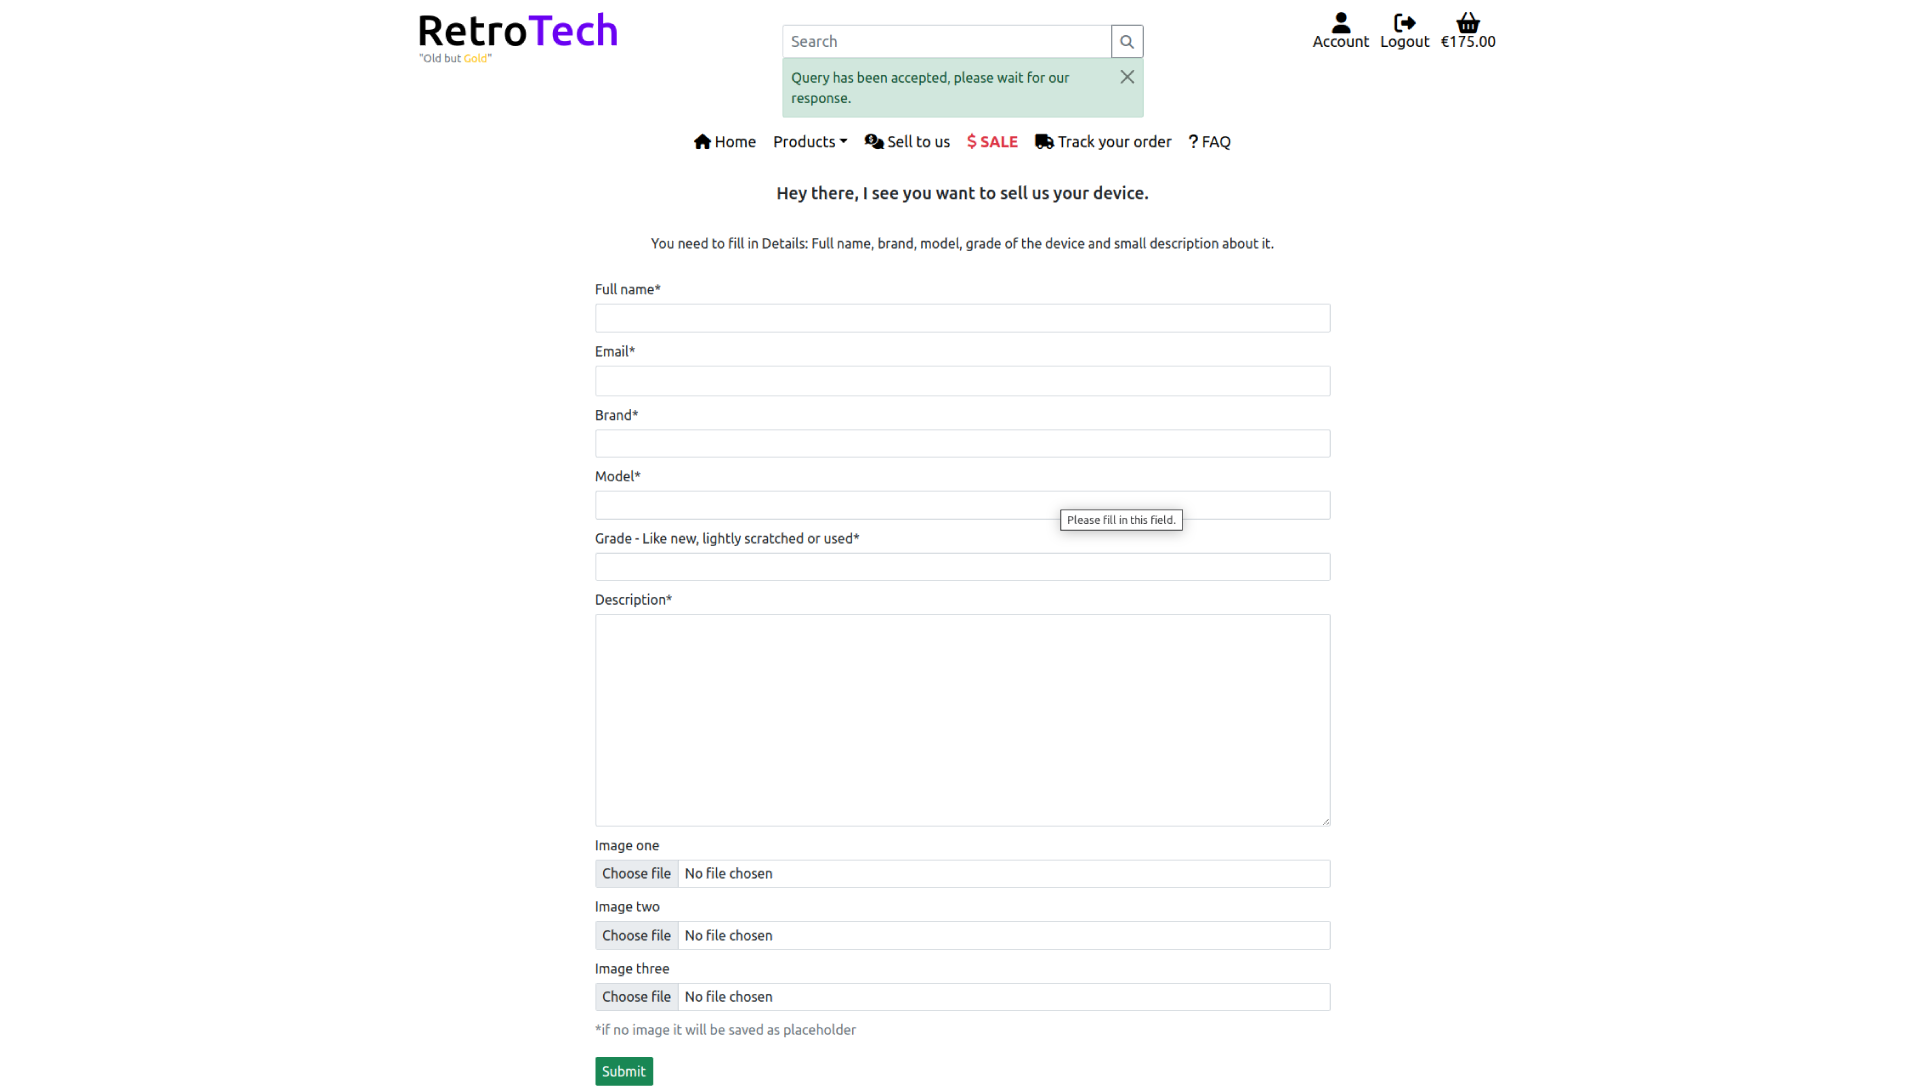 RetroTech
"Old but Gold"
Search
Account
Logout
€175.00
Query has been accepted, please wait for our
response.
Home
Products
Sell to us
$ SALE
Track your order
? FAQ
Hey there, I see you want to sell us your device.
You need to fill in Details: Full name, brand, model, grade of the device and small description about it.
Full name*
Email*
Brand*
Model*
Please fill in this field.
Grade - Like new, lightly scratched or used*
Description*
Image one
Choose file No file chosen
Image two
Choose file No file chosen
Image three
Choose file No file chosen
*if no image it will be saved as placeholder
Submit